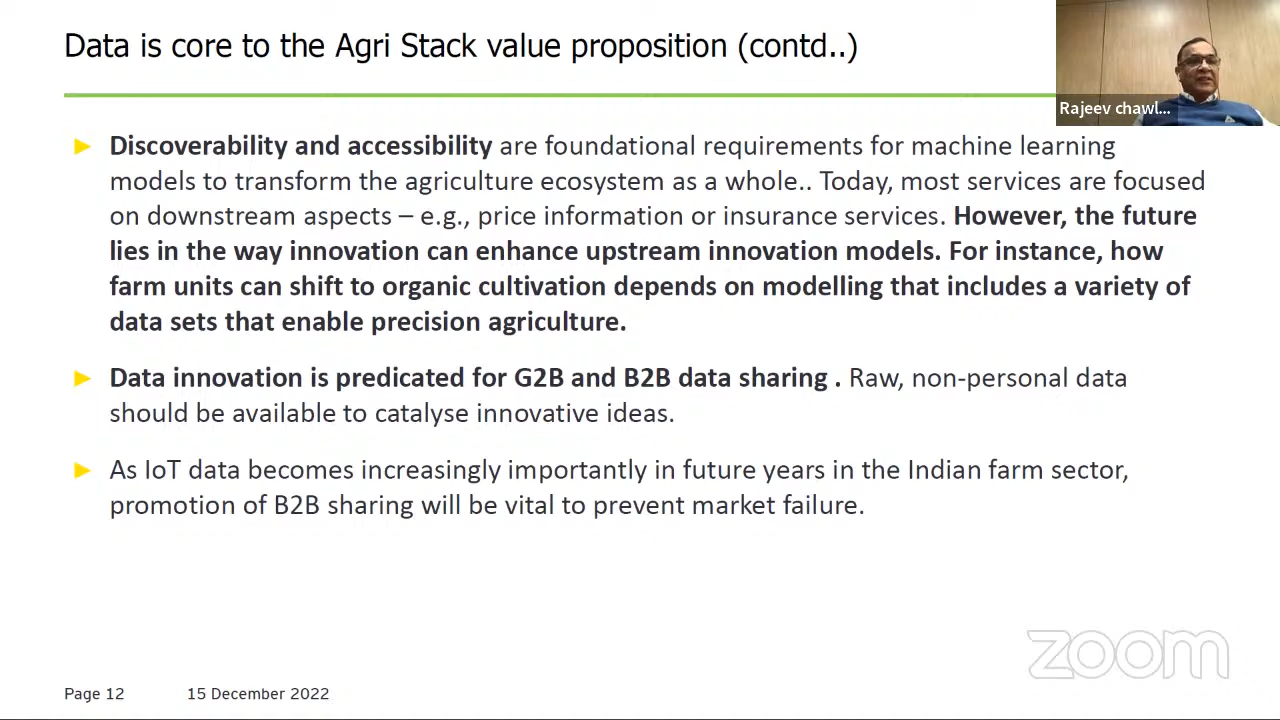 Data is core to the Agri Stack value proposition (contd..)
Rajeev chawl...
► Discoverability and accessibility are foundational requirements for machine learning
models to transform the agriculture ecosystem as a whole.. Today, most services are focused
on downstream aspects – e.g., price information or insurance services. However, the future
lies in the way innovation can enhance upstream innovation models. For instance, how
farm units can shift to organic cultivation depends on modelling that includes a variety of
data sets that enable precision agriculture.
► Data innovation is predicated for G2B and B2B data sharing . Raw, non-personal data
should be available to catalyse innovative ideas.
► As IoT data becomes increasingly importantly in future years in the Indian farm sector,
promotion of B2B sharing will be vital to prevent market failure.
zoom
Page 12 15 December 2022